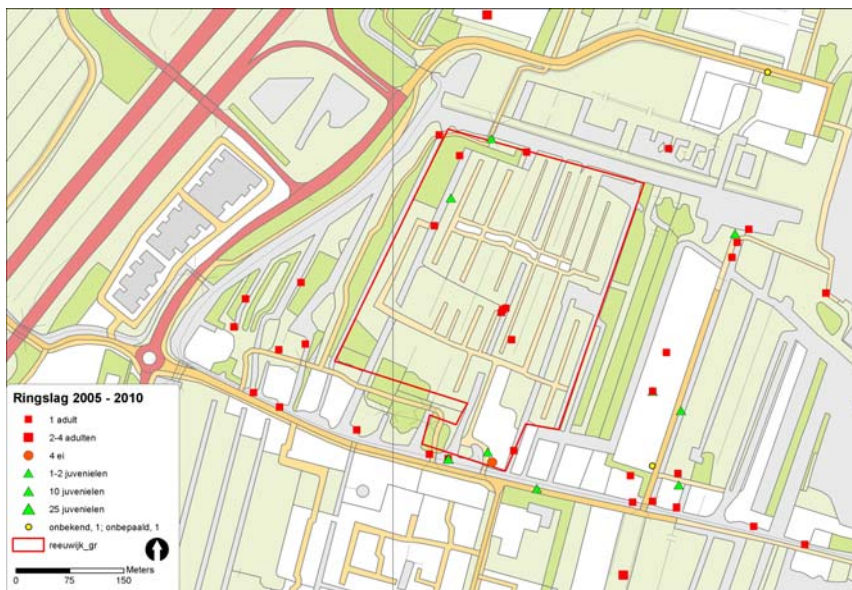 Ringslag 2005 - 2010
1 adult
2-4 adulten
4 ei
1-2 juvenielen
10 juvenielen
25 juvenielen
onbekend, 1; onbepaald, 1
reeuwijk_gr
Meters
0 75 150